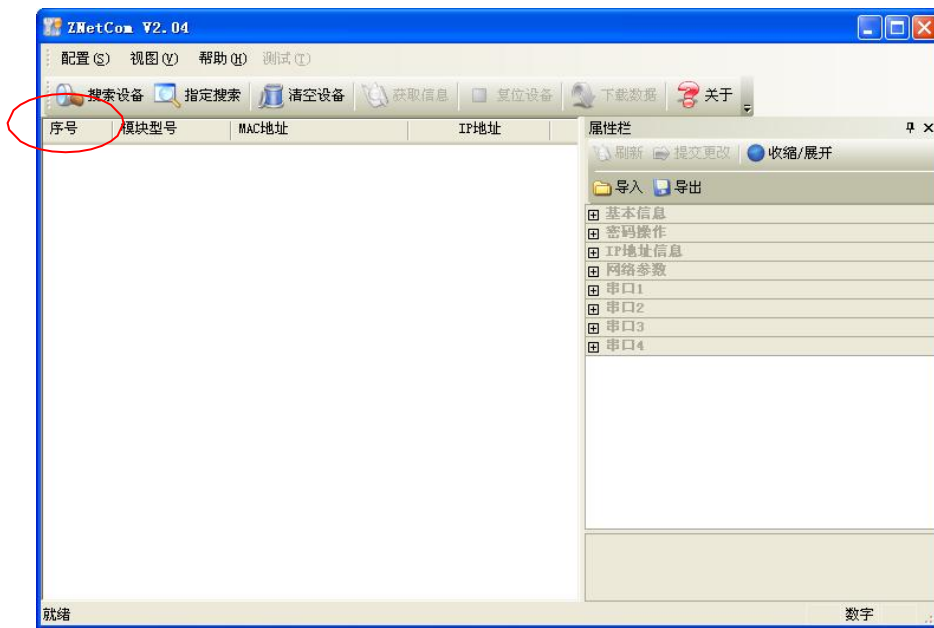 ZNetCom V2.04
配置(S) 视图(V) 帮助(H) 测试(T)
搜索设备 指定搜索 清空设备 获取信息 复位设备 下载数据 关于
序号 模块型号 MAC地址 IP地址
属性栏
刷新 提交更改 收缩/展开
导入 导出
基本信息
密码操作
IP地址信息
网络参数
串口1
串口2
串口3
串口4
就绪 数字